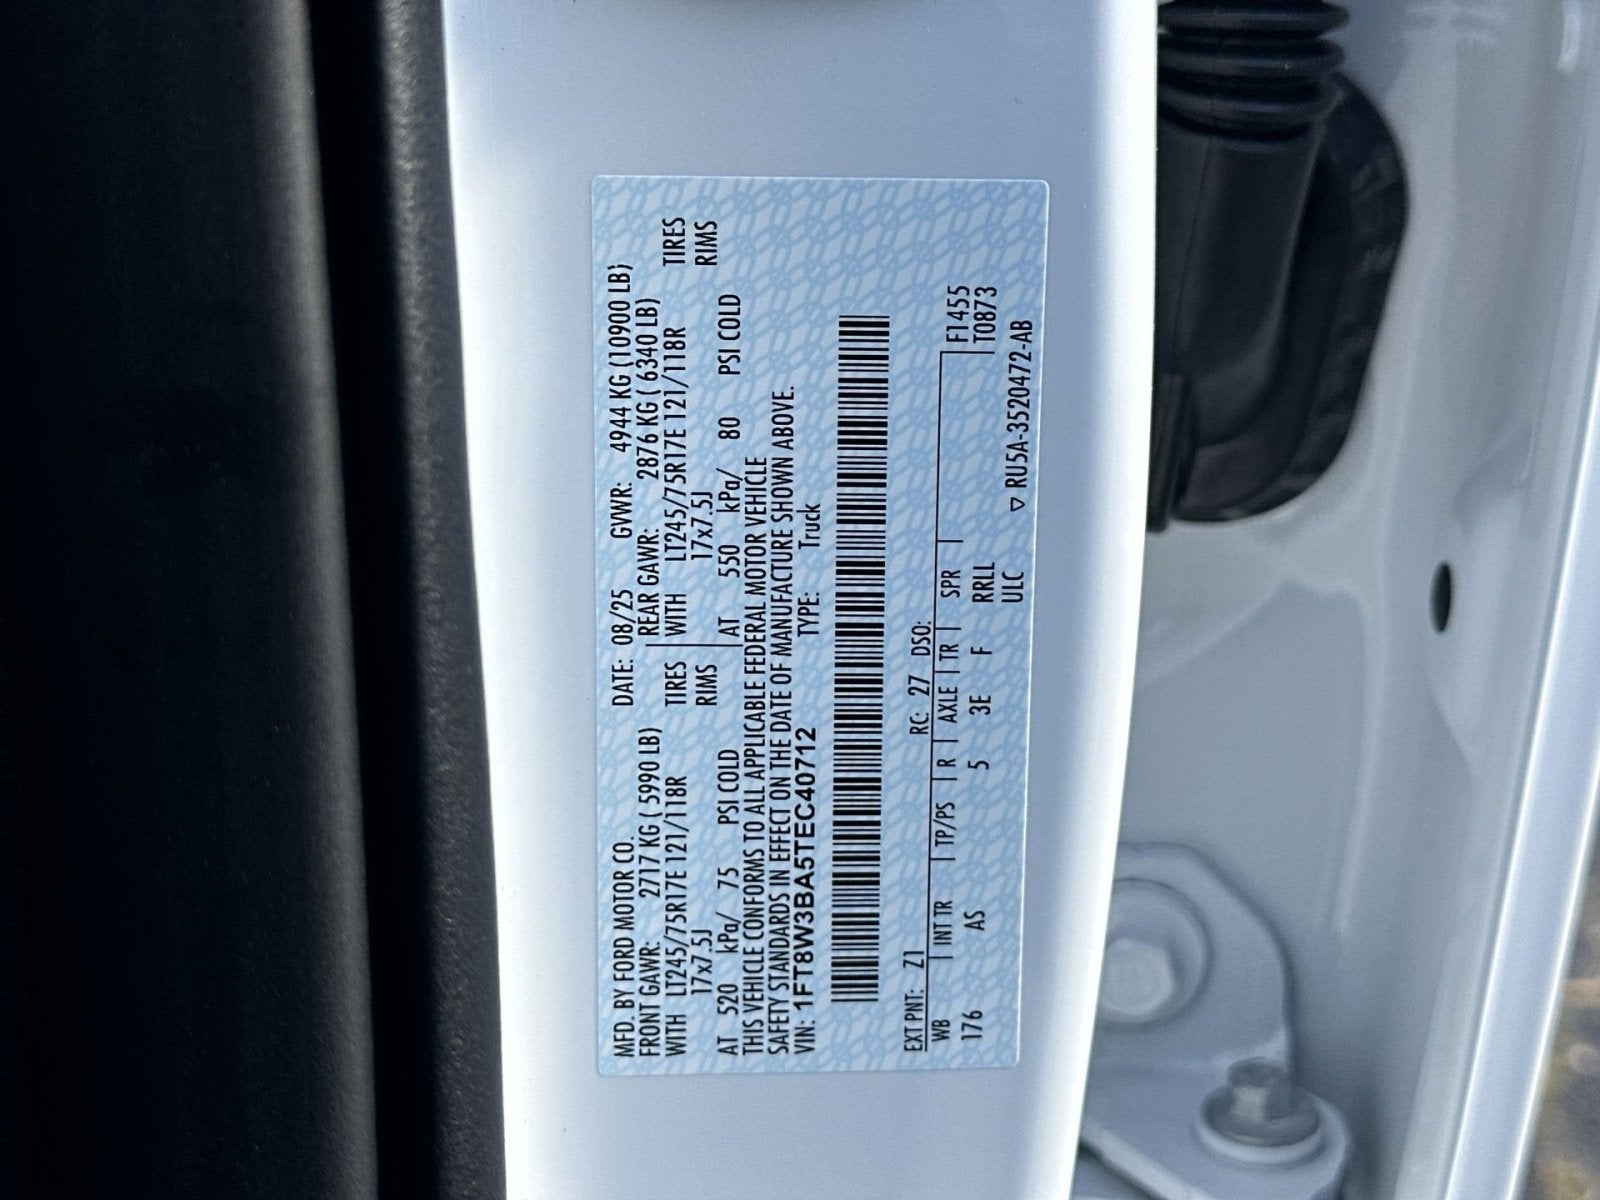 MFD. BY FORD MOTOR CO.
DATE: 08/25 GVWR: 4944 KG (10900 LB)
FRONT GAWR: 2717 KG ( 5990 LB) REAR GAWR: 2876 KG ( 6340 LB)
WITH LT245/75R17E 121/118R TIRES WITH LT245/75R17E 121/118R TIRES
17x7.5J RIMS 17x7.5J RIMS
AT 520 kPa/ 75 PSI COLD AT 550 kPa/ 80 PSI COLD
THIS VEHICLE CONFORMS TO ALL APPLICABLE FEDERAL MOTOR VEHICLE
SAFETY STANDARDS IN EFFECT ON THE DATE OF MANUFACTURE SHOWN ABOVE.
VIN: 1FT8W3BA5TEC40712 TYPE: Truck
EXT PNT: Z1 RC: 27 DSO:
WB INT TR TP/PS R AXLE TR SPR F1455
176 AS 5 3E F RRLL T0873
ULC ▽ RU5A-3520472-AB